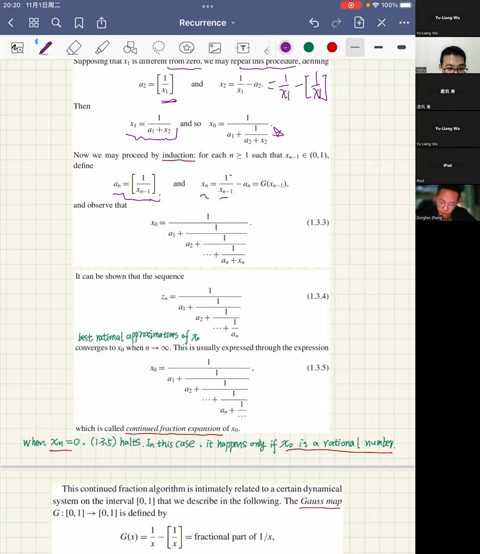 20:20 1月11日周二
100%
Recurrence
Supposing that x₁ is different from zero, we may repeat this procedure, defining
a₂ = [1/x₁] and x₂ = 1/x₁ − a₂. = 1/x₁ − [1/x₁]
Then
x₁ = 1/(a₁ + x₂) and so x₀ = 1/(a₁ + 1/(a₂ + x₂)).
Now we may proceed by induction: for each n ≥ 1 such that xₙ₋₁ ∈ (0, 1),
define
aₙ = [1/xₙ₋₁] and xₙ = 1/xₙ₋₁ − aₙ = G(xₙ₋₁),
and observe that
x₀ = 1/(a₁ + 1/(a₂ + 1/(⋯ + 1/(aₙ + xₙ)))). (1.3.3)
It can be shown that the sequence
zₙ = 1/(a₁ + 1/(a₂ + 1/(⋯ + 1/aₙ))) (1.3.4)
best rational approximations of x₀
converges to x₀ when n → ∞. This is usually expressed through the expression
x₀ = 1/(a₁ + 1/(a₂ + 1/(⋯ + 1/(aₙ + 1/⋯)))), (1.3.5)
which is called continued fraction expansion of x₀.
when xₙ=0, (1.3.5) halts. In this case, it happens only if x₀ is a rational number.
This continued fraction algorithm is intimately related to a certain dynamical
system on the interval [0, 1] that we describe in the following. The Gauss map
G : [0, 1] → [0, 1] is defined by
G(x) = 1/x − [1/x] = fractional part of 1/x,
Yu-Liang Wu
Yu-Liang Wu
Yu-Liang Wu
iPad
iPad